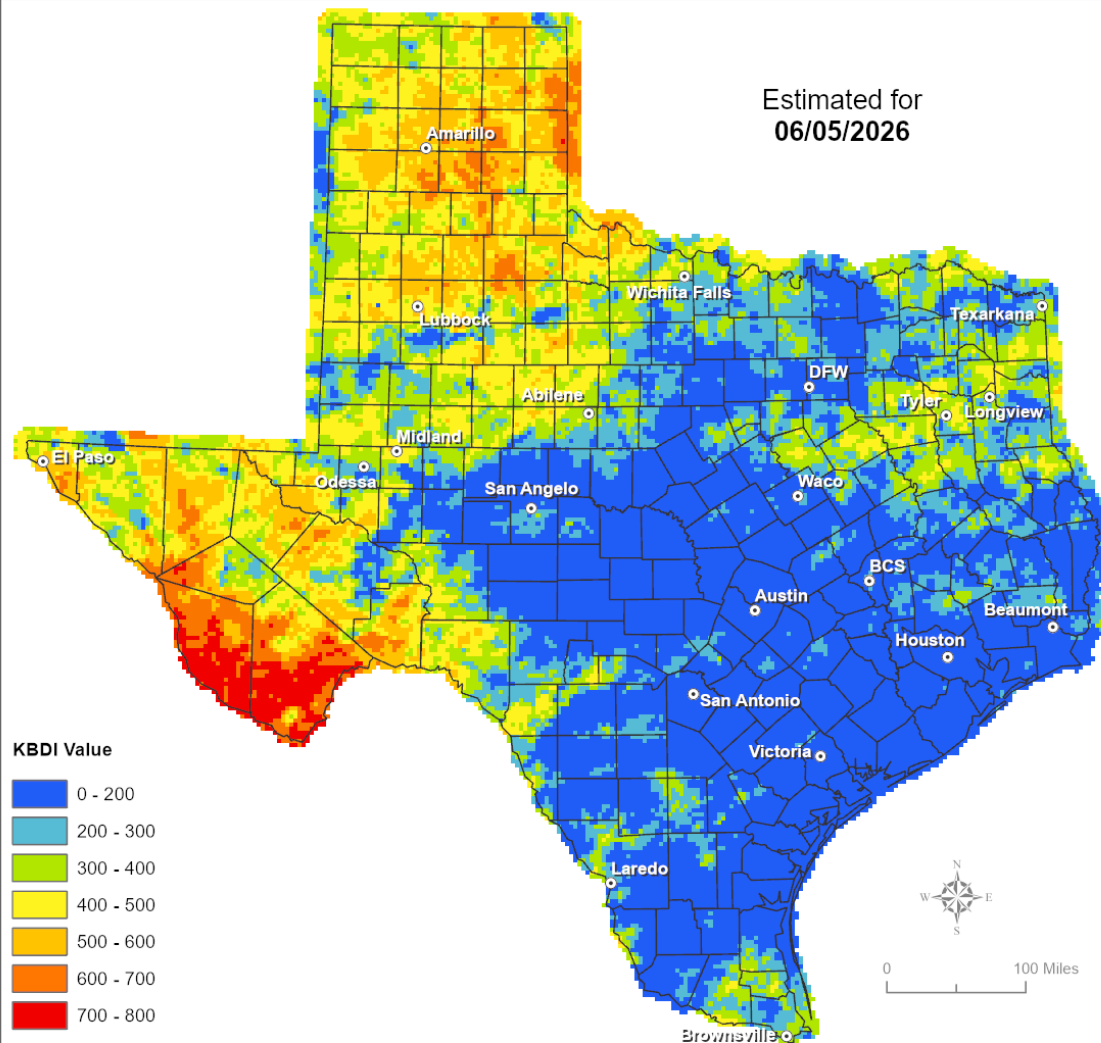 Estimated for
06/05/2026
Amarillo
Wichita Falls
Texarkana
Lubbock
DFW
Abilene
Tyler
Longview
Midland
El Paso
Odessa
San Angelo
Waco
BCS
Austin
Beaumont
Houston
San Antonio
Victoria
KBDI Value
0 - 200
200 - 300
300 - 400
400 - 500
500 - 600
600 - 700
700 - 800
Laredo
N
W E
S
0 100 Miles
Brownsville